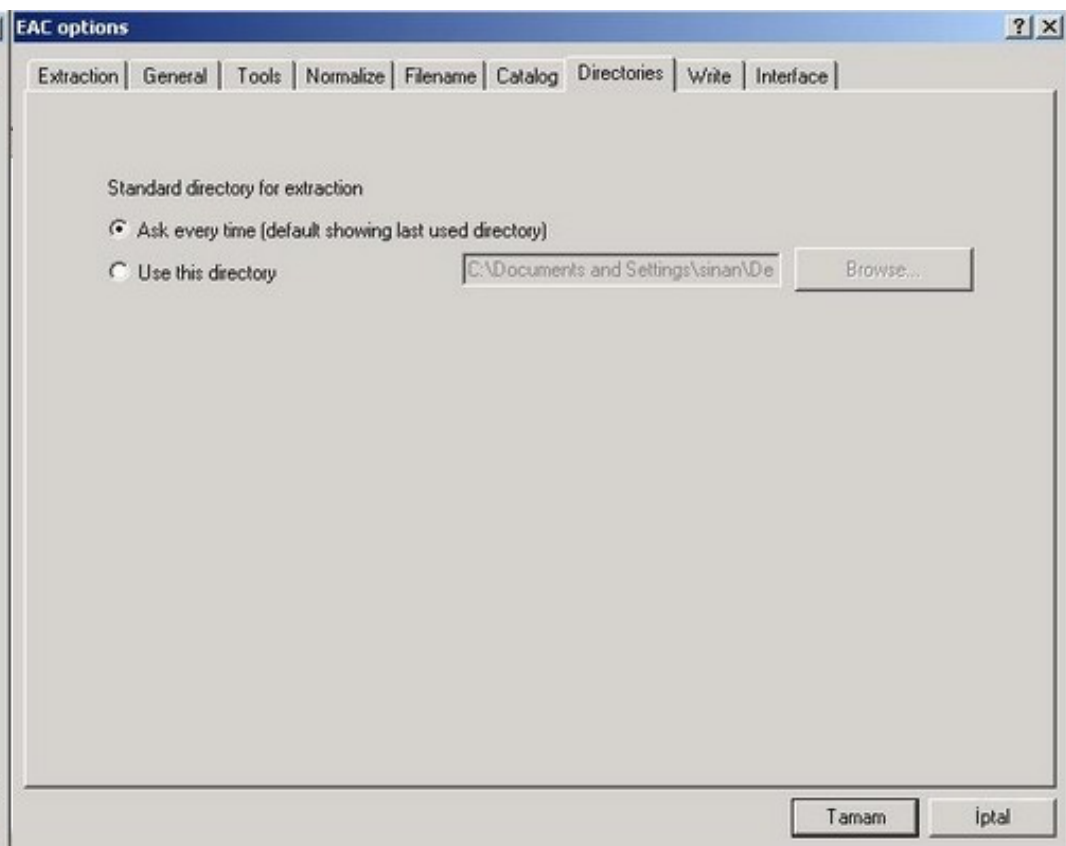 EAC options
Extraction General Tools Normalize Filename Catalog Directories Write Interface
Standard directory for extraction
Ask every time (default showing last used directory)
Use this directory C:\Documents and Settings\sinan\De Browse...
Tamam İptal